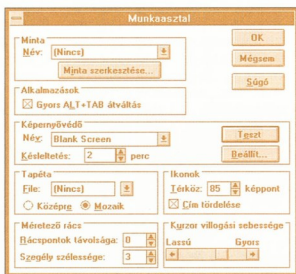 Munkaasztal
Minta
Név: (Nincs)
Minta szerkesztése...
OK
Mégsem
Súgó
Alkalmazások
Gyors ALT+TAB átváltás
Képernyővédő
Név: Blank Screen
Késleltetés: 2 perc
Teszt
Beállít...
Tapéta
File: (Nincs)
Középre Mozaik
Ikonok
Térköz: 85 képpont
Cím tördelése
Méretező rács
Rácspontok távolsága: 0
Szegély szélessége: 3
Kurzor villogási sebessége
Lassú Gyors